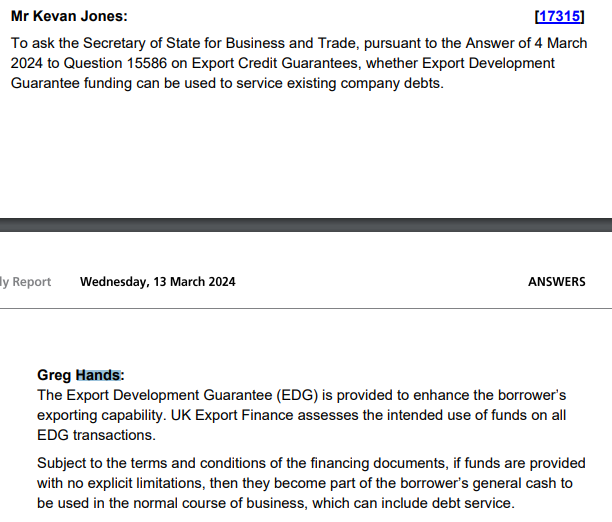 Mr Kevan Jones: [17315]
To ask the Secretary of State for Business and Trade, pursuant to the Answer of 4 March
2024 to Question 15586 on Export Credit Guarantees, whether Export Development
Guarantee funding can be used to service existing company debts.
ly Report Wednesday, 13 March 2024 ANSWERS
Greg Hands:
The Export Development Guarantee (EDG) is provided to enhance the borrower’s
exporting capability. UK Export Finance assesses the intended use of funds on all
EDG transactions.
Subject to the terms and conditions of the financing documents, if funds are provided
with no explicit limitations, then they become part of the borrower’s general cash to
be used in the normal course of business, which can include debt service.